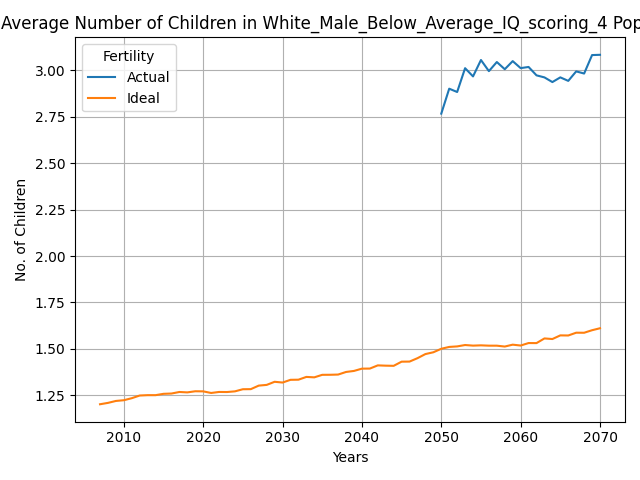 Average Number of Children in White_Male_Below_Average_IQ_scoring_4 Pop
Fertility
Actual
Ideal
3.00
2.75
2.50
2.25
2.00
1.75
1.50
1.25
No. of Children
2010 2020 2030 2040 2050 2060 2070
Years